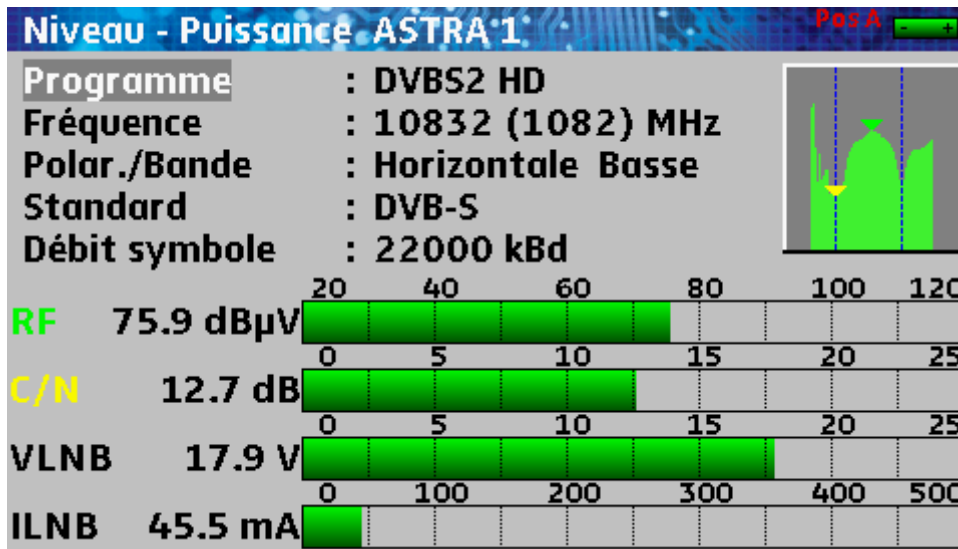 Niveau - Puissance ASTRA 1 Pos A - +
Programme : DVBS2 HD
Fréquence : 10832 (1082) MHz
Polar./Bande : Horizontale Basse
Standard : DVB-S
Débit symbole : 22000 kBd
20 40 60 80 100 120
RF 75.9 dBµV
0 5 10 15 20 25
C/N 12.7 dB
0 5 10 15 20 25
VLNB 17.9 V
0 100 200 300 400 500
ILNB 45.5 mA